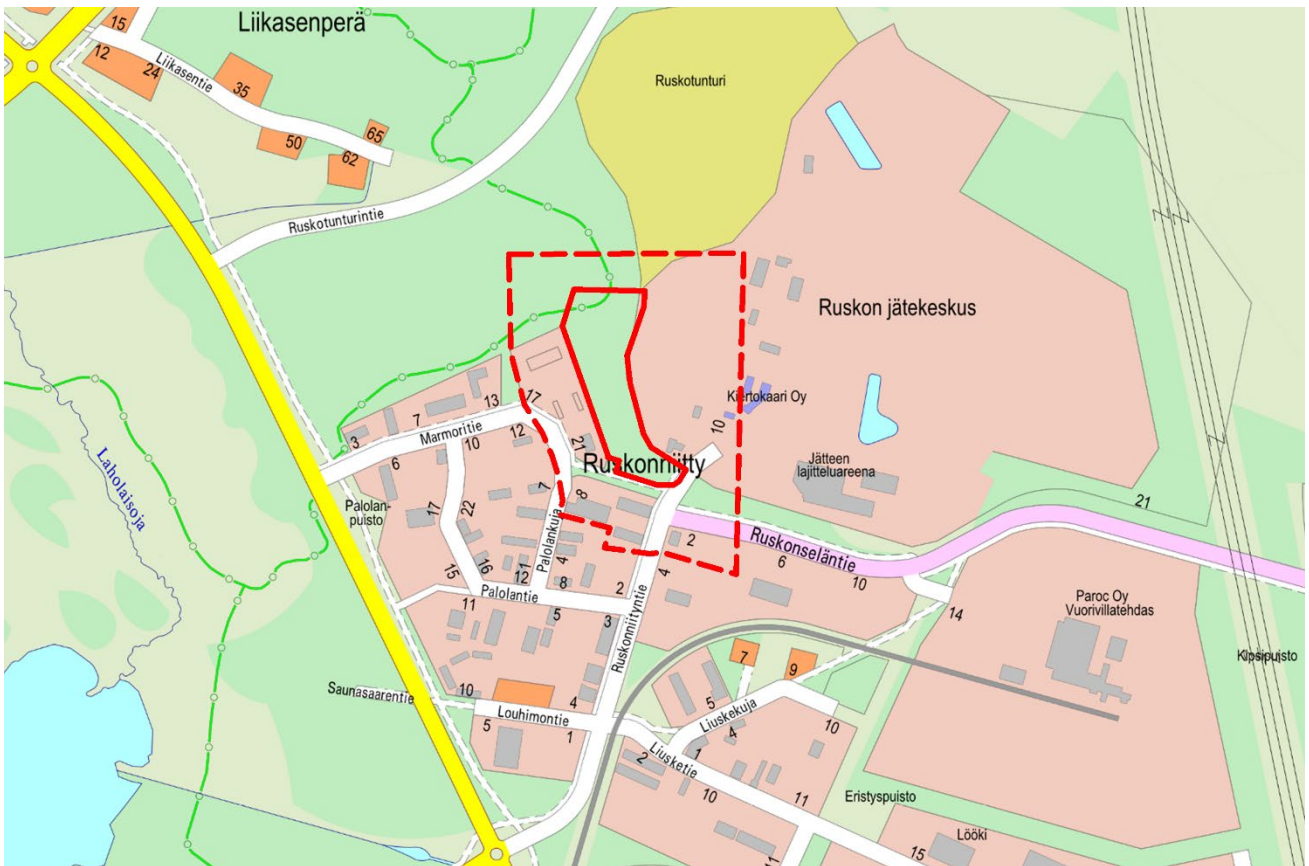 15
Liikasenperä
12
24
Liikasentie
35
50
65
62
Ruskotunturi
Ruskotunturintie
Ruskon jätekeskus
Kiertokaari Oy
10
17
13
7
3
Marmoritie
12
10
6
21
Ruskonniitty
7
8
Jätteen
lajitteluareena
21
Laholaisoja
Palolan-
puisto
17
22
Palolankuja
4
2
Ruskonseläntie
6
10
16
15
11
12
8
2
4
Palolantie
11
5
3
Ruskonniityntie
14
Paroc Oy
Vuorivillatehdas
Kipsipuisto
7
9
Saunasaarentie
10
4
5
Louhimontie
1
5
Liuskekuja
10
4
1
2
Liusketie
10
11
Eristyspuisto
Lööki
15
11